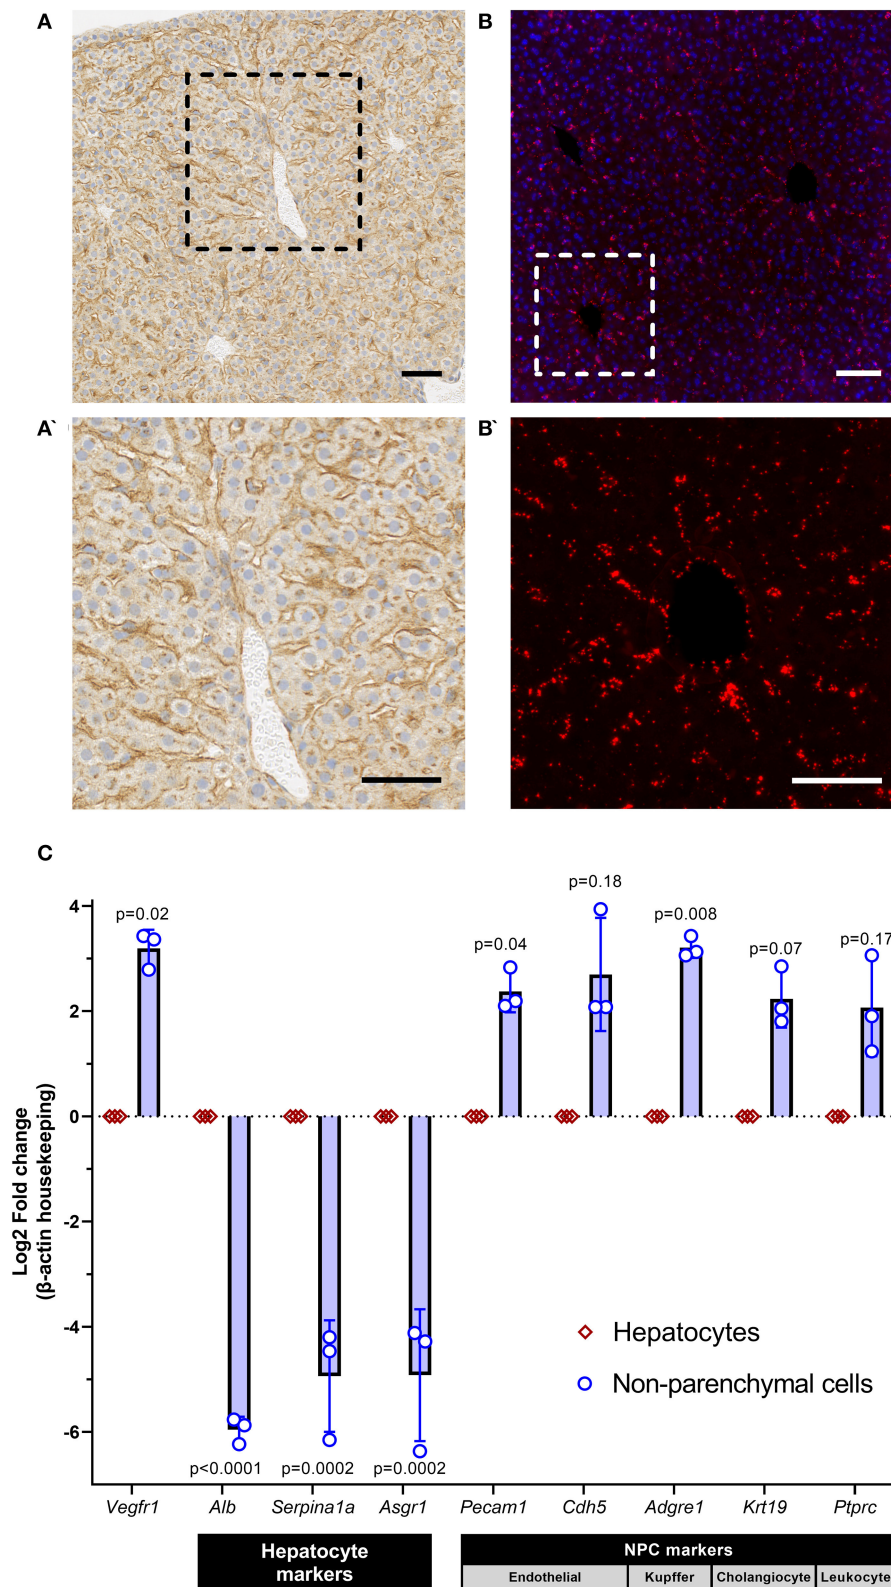 A
B
A`
B`
C
p=0.02
p=0.04
p=0.18
p=0.008
p=0.07
p=0.17
4
2
0
-2
-4
-6
Log2 Fold change
(β-actin housekeeping)
Hepatocytes
Non-parenchymal cells
p<0.0001
p=0.0002
p=0.0002
Vegfr1
Alb
Serpina1a
Asgr1
Pecam1
Cdh5
Adgre1
Krt19
Ptprc
Hepatocyte
markers
NPC markers
Endothelial
Kupffer
Cholangiocyte
Leukocyte